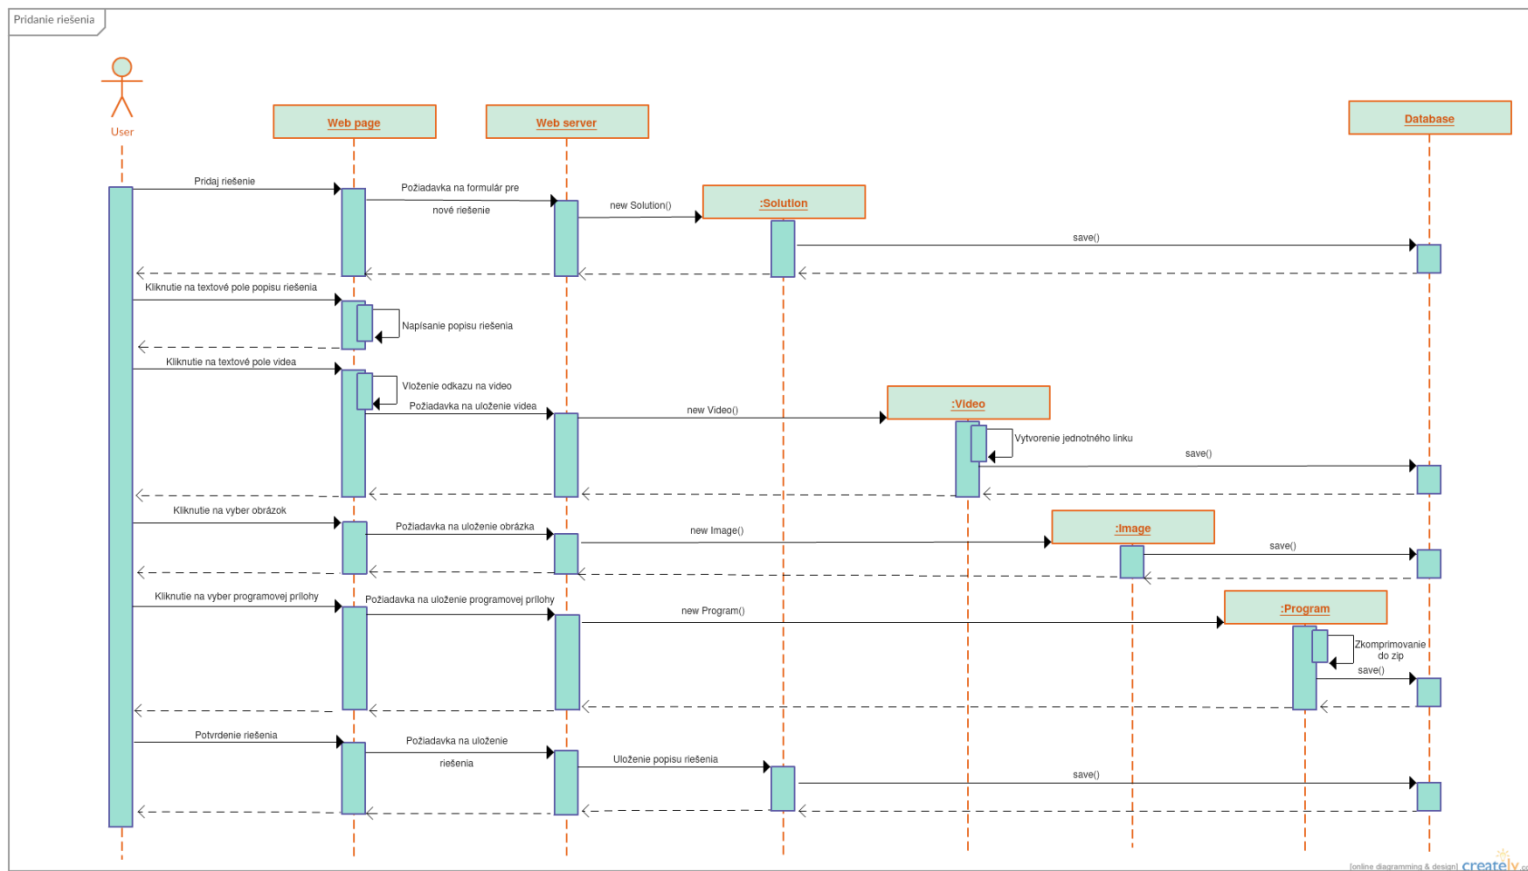 Pridanie riešenia
User
Web page
Web server
Database
Pridaj riešenie
Požiadavka na formulár pre
nové riešenie
new Solution()
:Solution
save()
Kliknutie na textové pole popisu riešenia
Napísanie popisu riešenia
Kliknutie na textové pole videa
Vloženie odkazu na video
Požiadavka na uloženie videa
new Video()
:Video
Vytvorenie jednotného linku
save()
Kliknutie na vyber obrázok
Požiadavka na uloženie obrázka
new Image()
:Image
save()
Kliknutie na vyber programovej prílohy
Požiadavka na uloženie programovej prílohy
new Program()
:Program
Zkomprimovanie
do zip
save()
Potvrdenie riešenia
Požiadavka na uloženie
riešenia
Uloženie popisu riešenia
save()
[online diagramming & design] creately.co